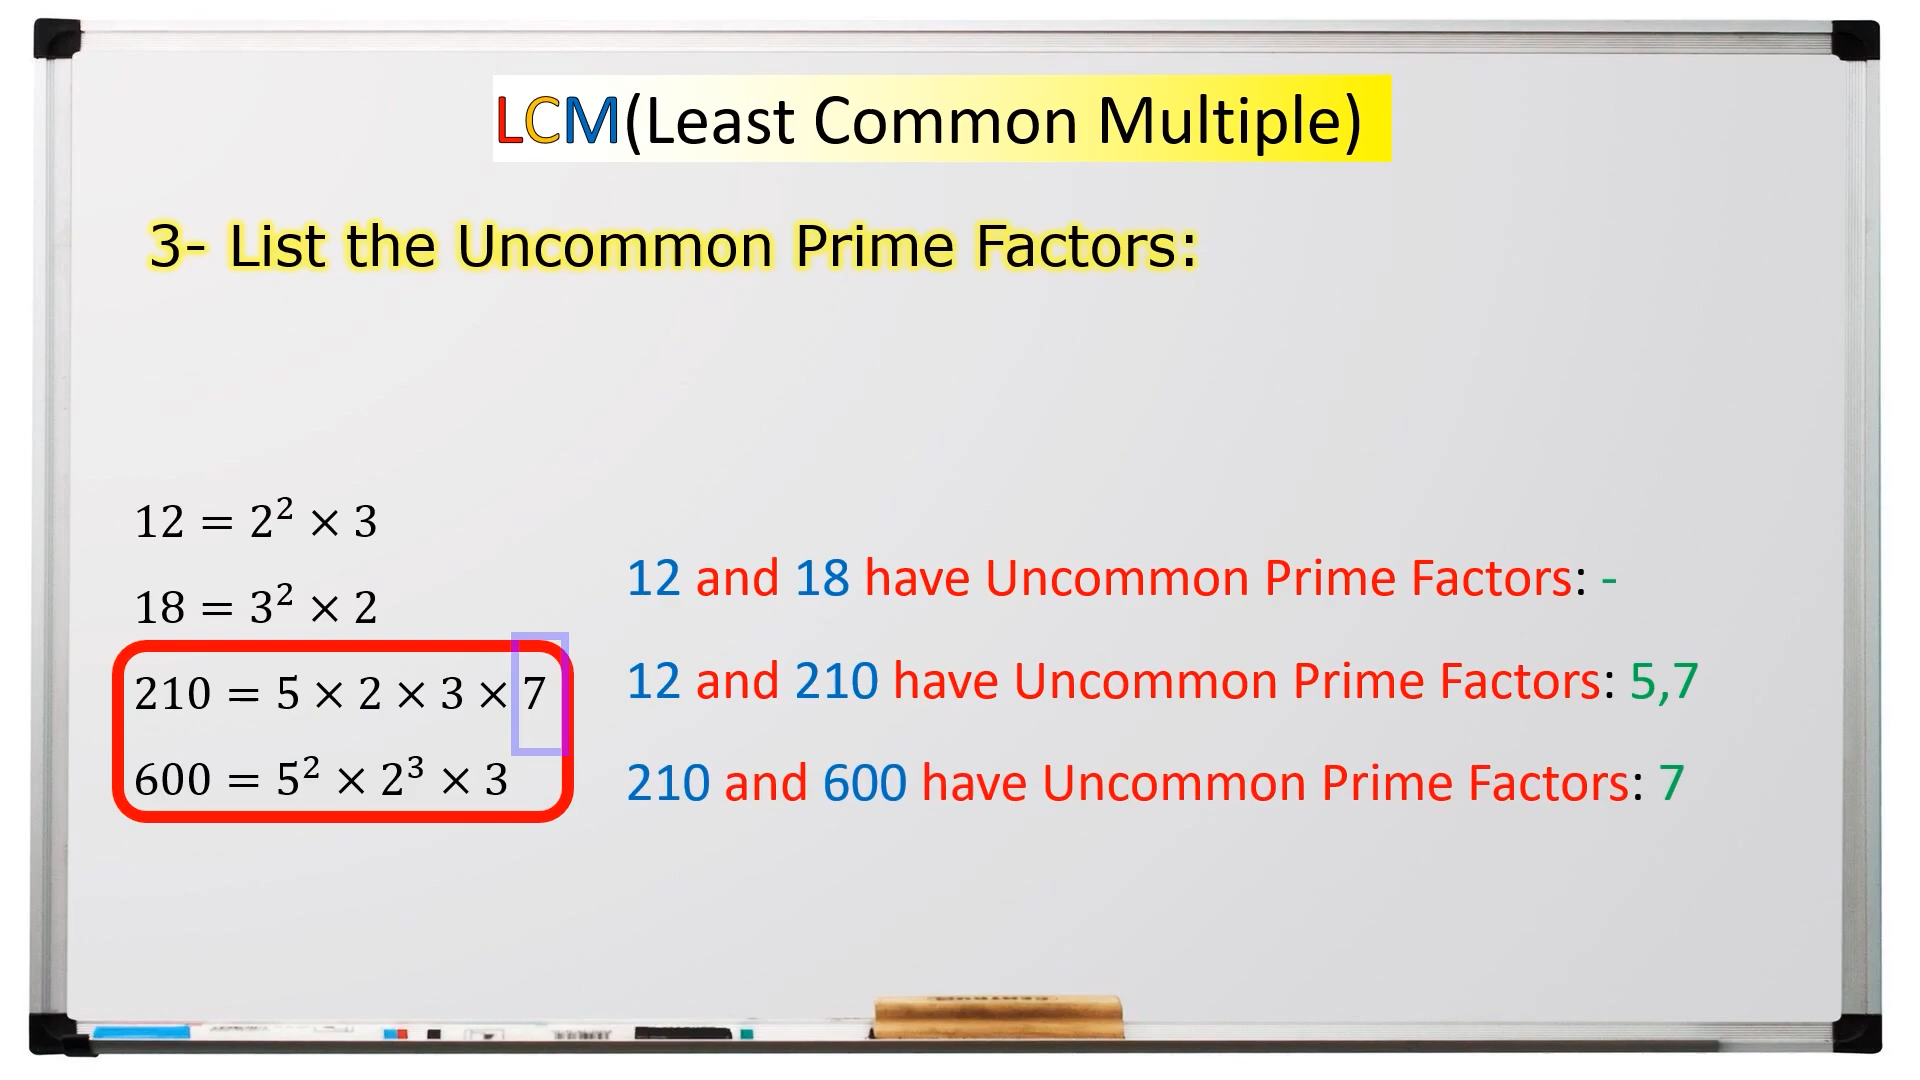 LCM(Least Common Multiple)
3- List the Uncommon Prime Factors:
12 = 2² × 3
18 = 3² × 2
210 = 5 × 2 × 3 × 7
600 = 5² × 2³ × 3
12 and 18 have Uncommon Prime Factors: -
12 and 210 have Uncommon Prime Factors: 5,7
210 and 600 have Uncommon Prime Factors: 7